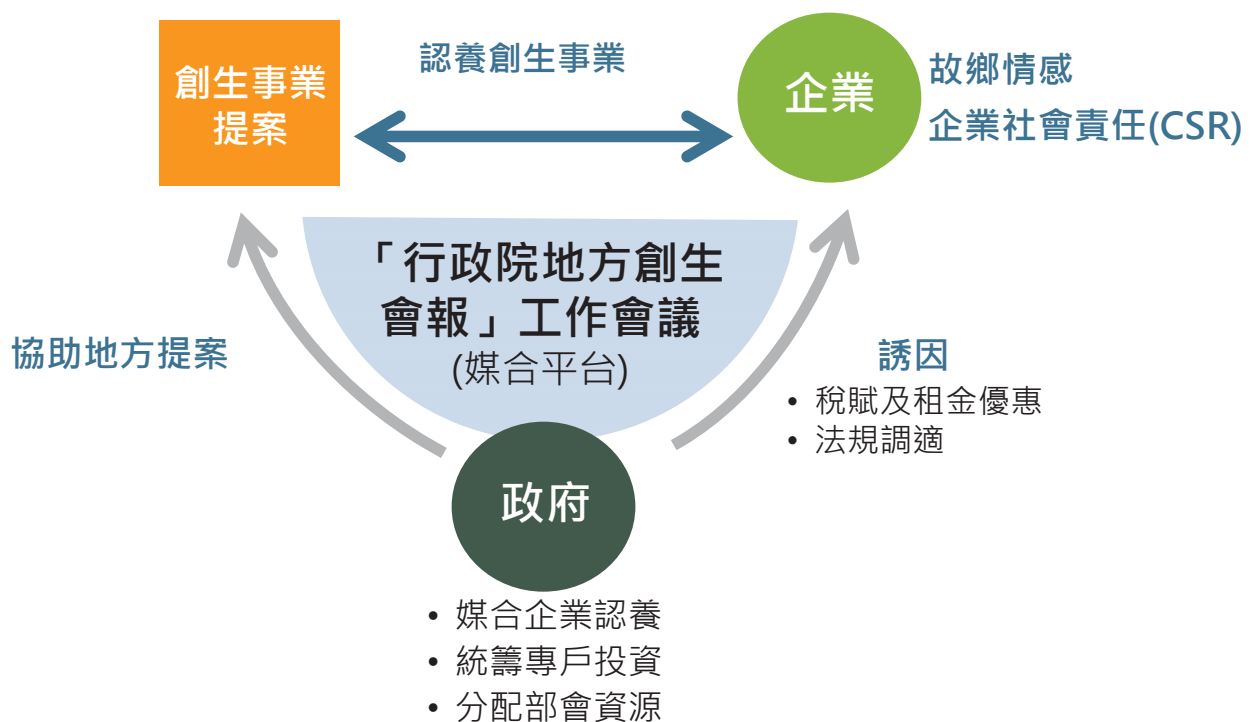 創生事業
提案
認養創生事業
企業
故鄉情感
企業社會責任(CSR)
「行政院地方創生
會報」工作會議
(媒合平台)
協助地方提案
誘因
• 稅賦及租金優惠
• 法規調適
政府
• 媒合企業認養
• 統籌專戶投資
• 分配部會資源